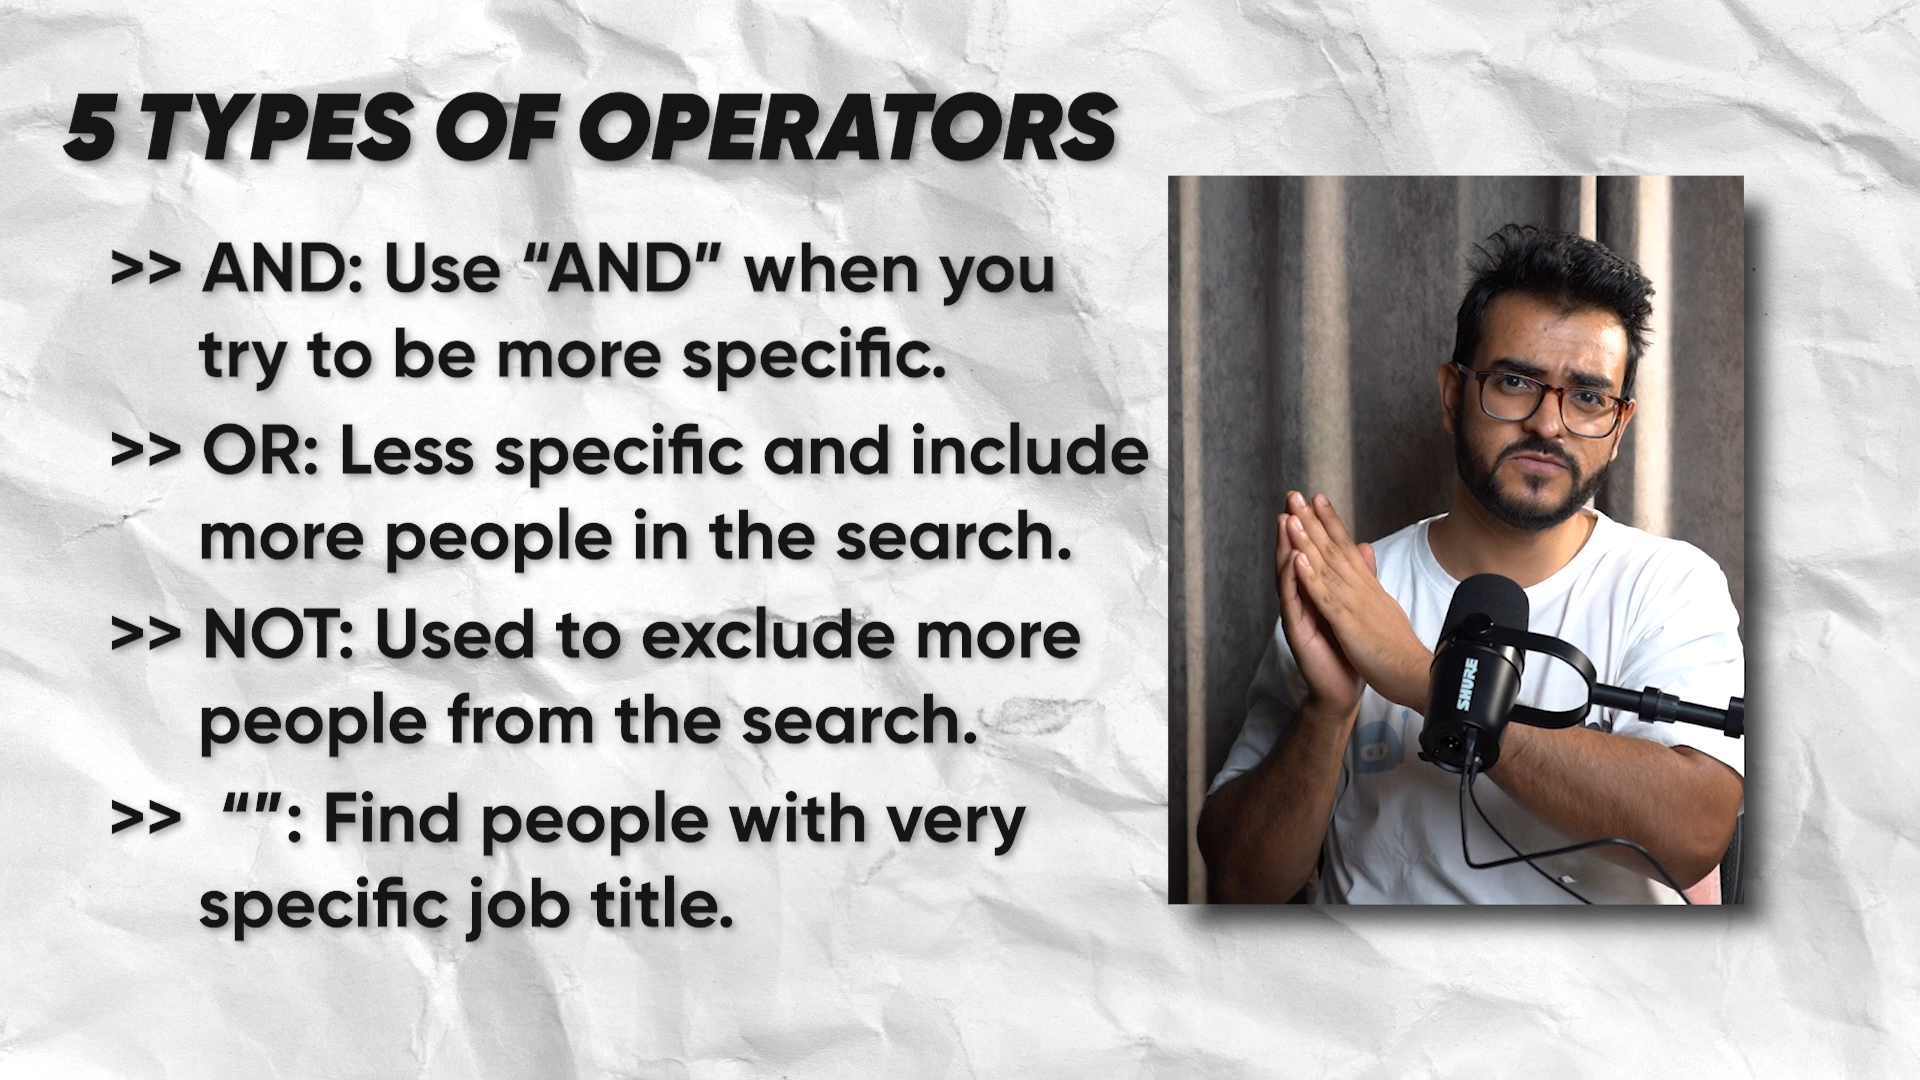 5 TYPES OF OPERATORS
>> AND: Use “AND” when you
try to be more specific.
>> OR: Less specific and include
more people in the search.
>> NOT: Used to exclude more
people from the search.
>> “”: Find people with very
specific job title.
SHURE